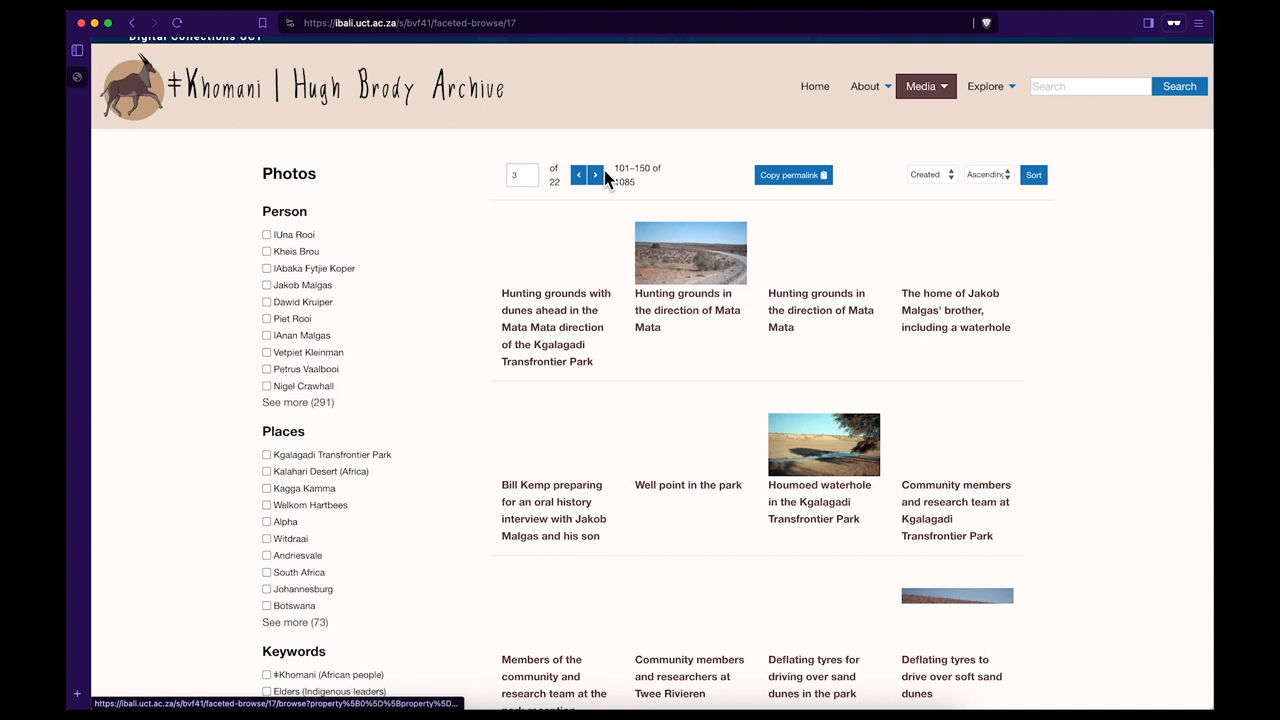 https://ibali.uct.ac.za/s/bvf41/faceted-browse/17
Digital Collections UCT
ǂKhomani | Hugh Brody Archive
Home
About
Media
Explore
Search
Search
Photos
3
of
22
101–150 of
1085
Copy permalink
Created
Ascending
Sort
Person
|Una Rooi
Kheis Brou
|Abaka Fytjie Koper
Jakob Malgas
Dawid Kruiper
Piet Rooi
|Anan Malgas
Vetpiet Kleinman
Petrus Vaalbooi
Nigel Crawhall
See more (291)
Places
Kgalagadi Transfrontier Park
Kalahari Desert (Africa)
Kagga Kamma
Welkom Hartbees
Alpha
Witdraai
Andriesvale
South Africa
Johannesburg
Botswana
See more (73)
Keywords
ǂKhomani (African people)
Elders (Indigenous leaders)
Hunting grounds with
dunes ahead in the
Mata Mata direction
of the Kgalagadi
Transfrontier Park
Hunting grounds in
the direction of Mata
Mata
Hunting grounds in
the direction of Mata
Mata
The home of Jakob
Malgas' brother,
including a waterhole
Bill Kemp preparing
for an oral history
interview with Jakob
Malgas and his son
Well point in the park
Houmoed waterhole
in the Kgalagadi
Transfrontier Park
Community members
and research team at
Kgalagadi
Transfrontier Park
Members of the
community and
research team at the
park reception
Community members
and researchers at
Twee Rivieren
Deflating tyres for
driving over sand
dunes in the park
Deflating tyres to
drive over soft sand
dunes
https://ibali.uct.ac.za/s/bvf41/faceted-browse/17/browse?property%5B0%5D%5Bproperty%5D...